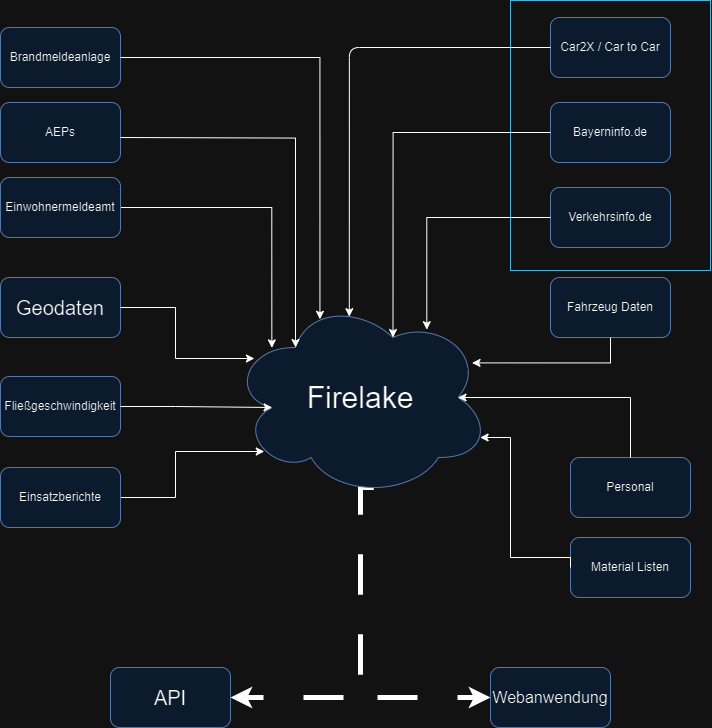 Brandmeldeanlage
Car2X / Car to Car
AEPs
Bayerninfo.de
Einwohnermeldeamt
Verkehrsinfo.de
Geodaten
Fahrzeug Daten
Firelake
Fließgeschwindigkeit
Einsatzberichte
Personal
Material Listen
API
Webanwendung